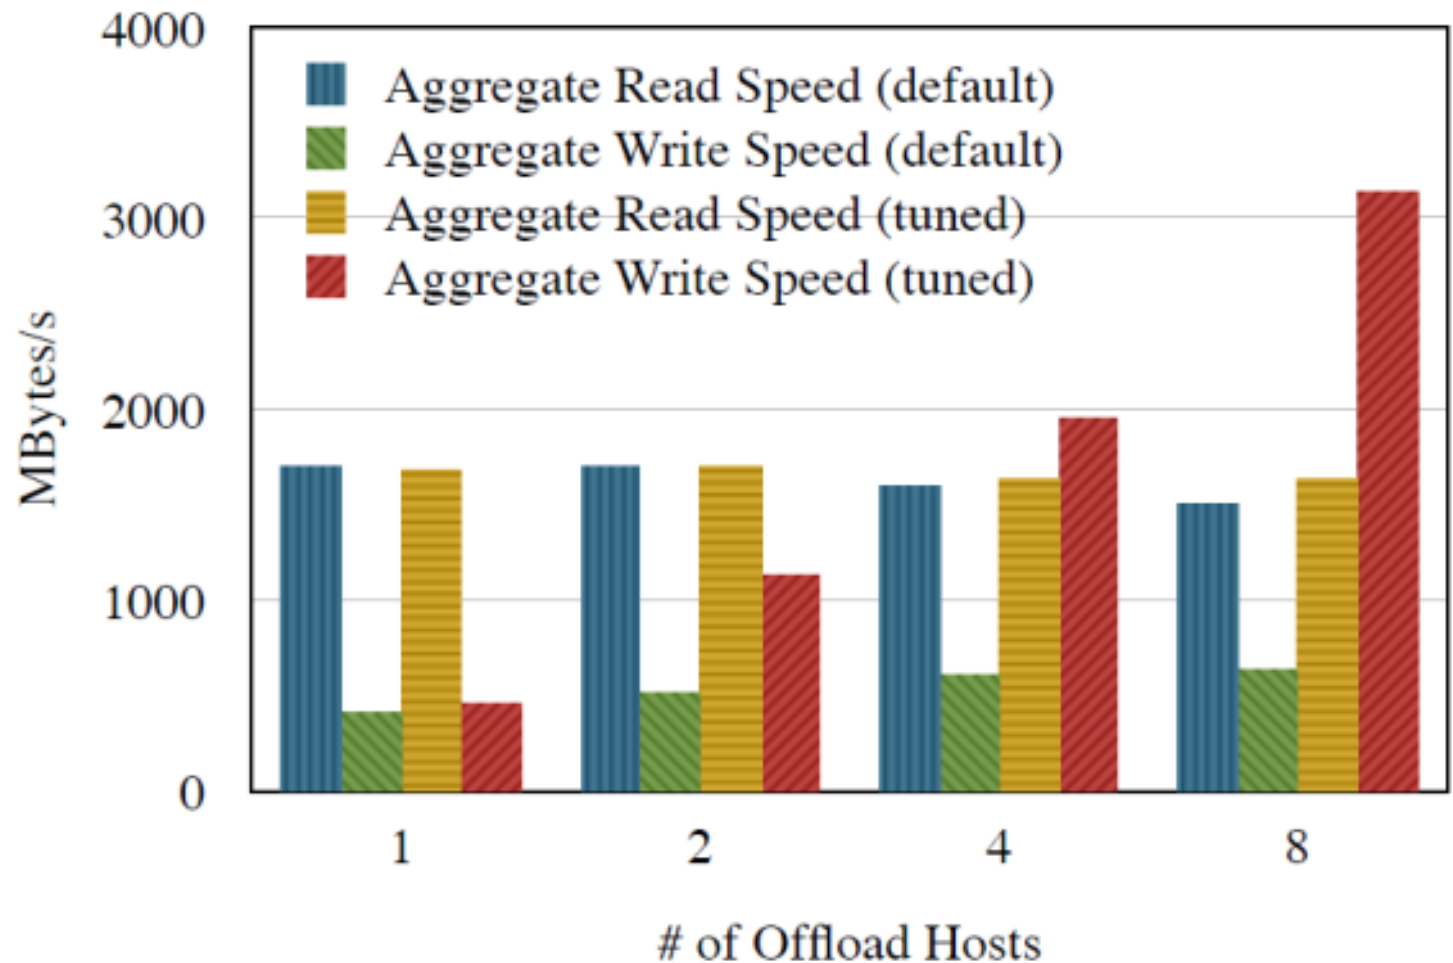 4000
Aggregate Read Speed (default)
Aggregate Write Speed (default)
3000
Aggregate Read Speed (tuned)
Aggregate Write Speed (tuned)
MBytes/s
2000
1000
0
1 2 4 8
# of Offload Hosts